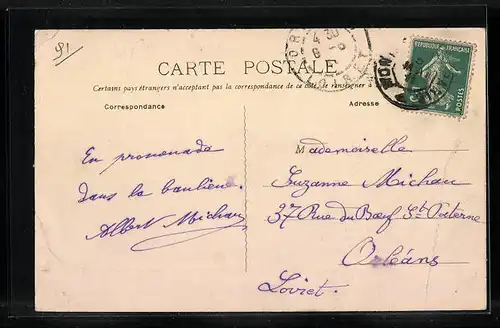 91
CARTE POSTALE
Certains pays étrangers n'acceptant pas la correspondance de ce côté, se renseigner à
Correspondance
Adresse
REPUBLIQUE FRANÇAISE
POSTES
En promenade
dans la banlieue.
Albert Michau
Mademoiselle
Suzanne Michau
37 Rue du Bœuf St. Paterne
Orléans
Loiret.